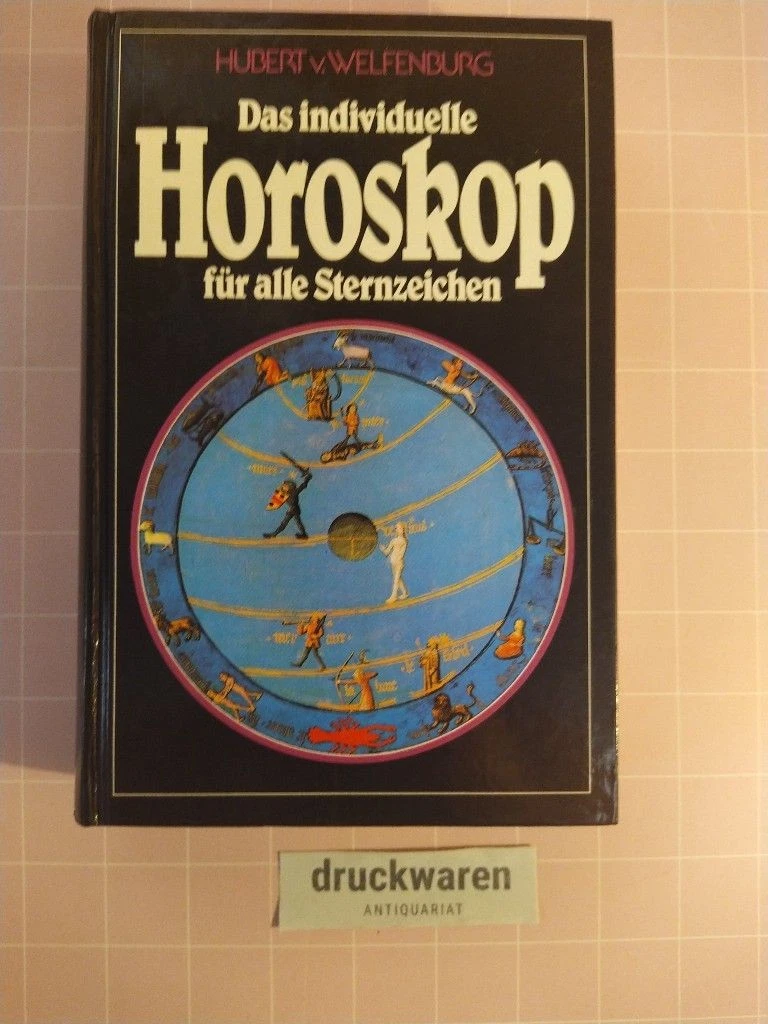 HUBERT v. WELFENBURG
Das individuelle
Horoskop
für alle Sternzeichen
druckwaren
ANTIQUARIAT